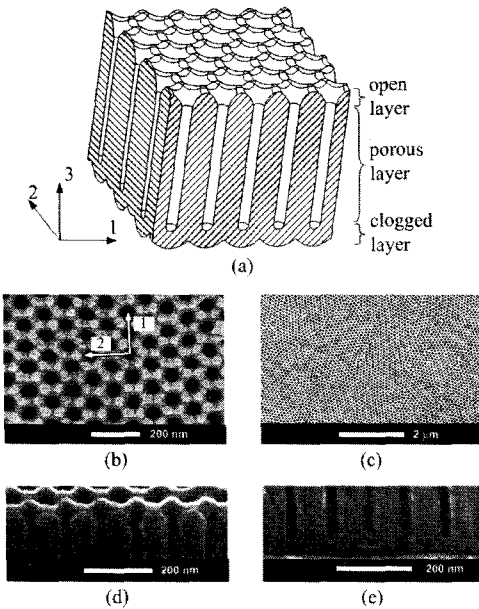 open
layer
porous
layer
clogged
layer
3
2
1
(a)
1
2
200 nm
2 μm
(b)
(c)
200 nm
200 nm
(d)
(e)